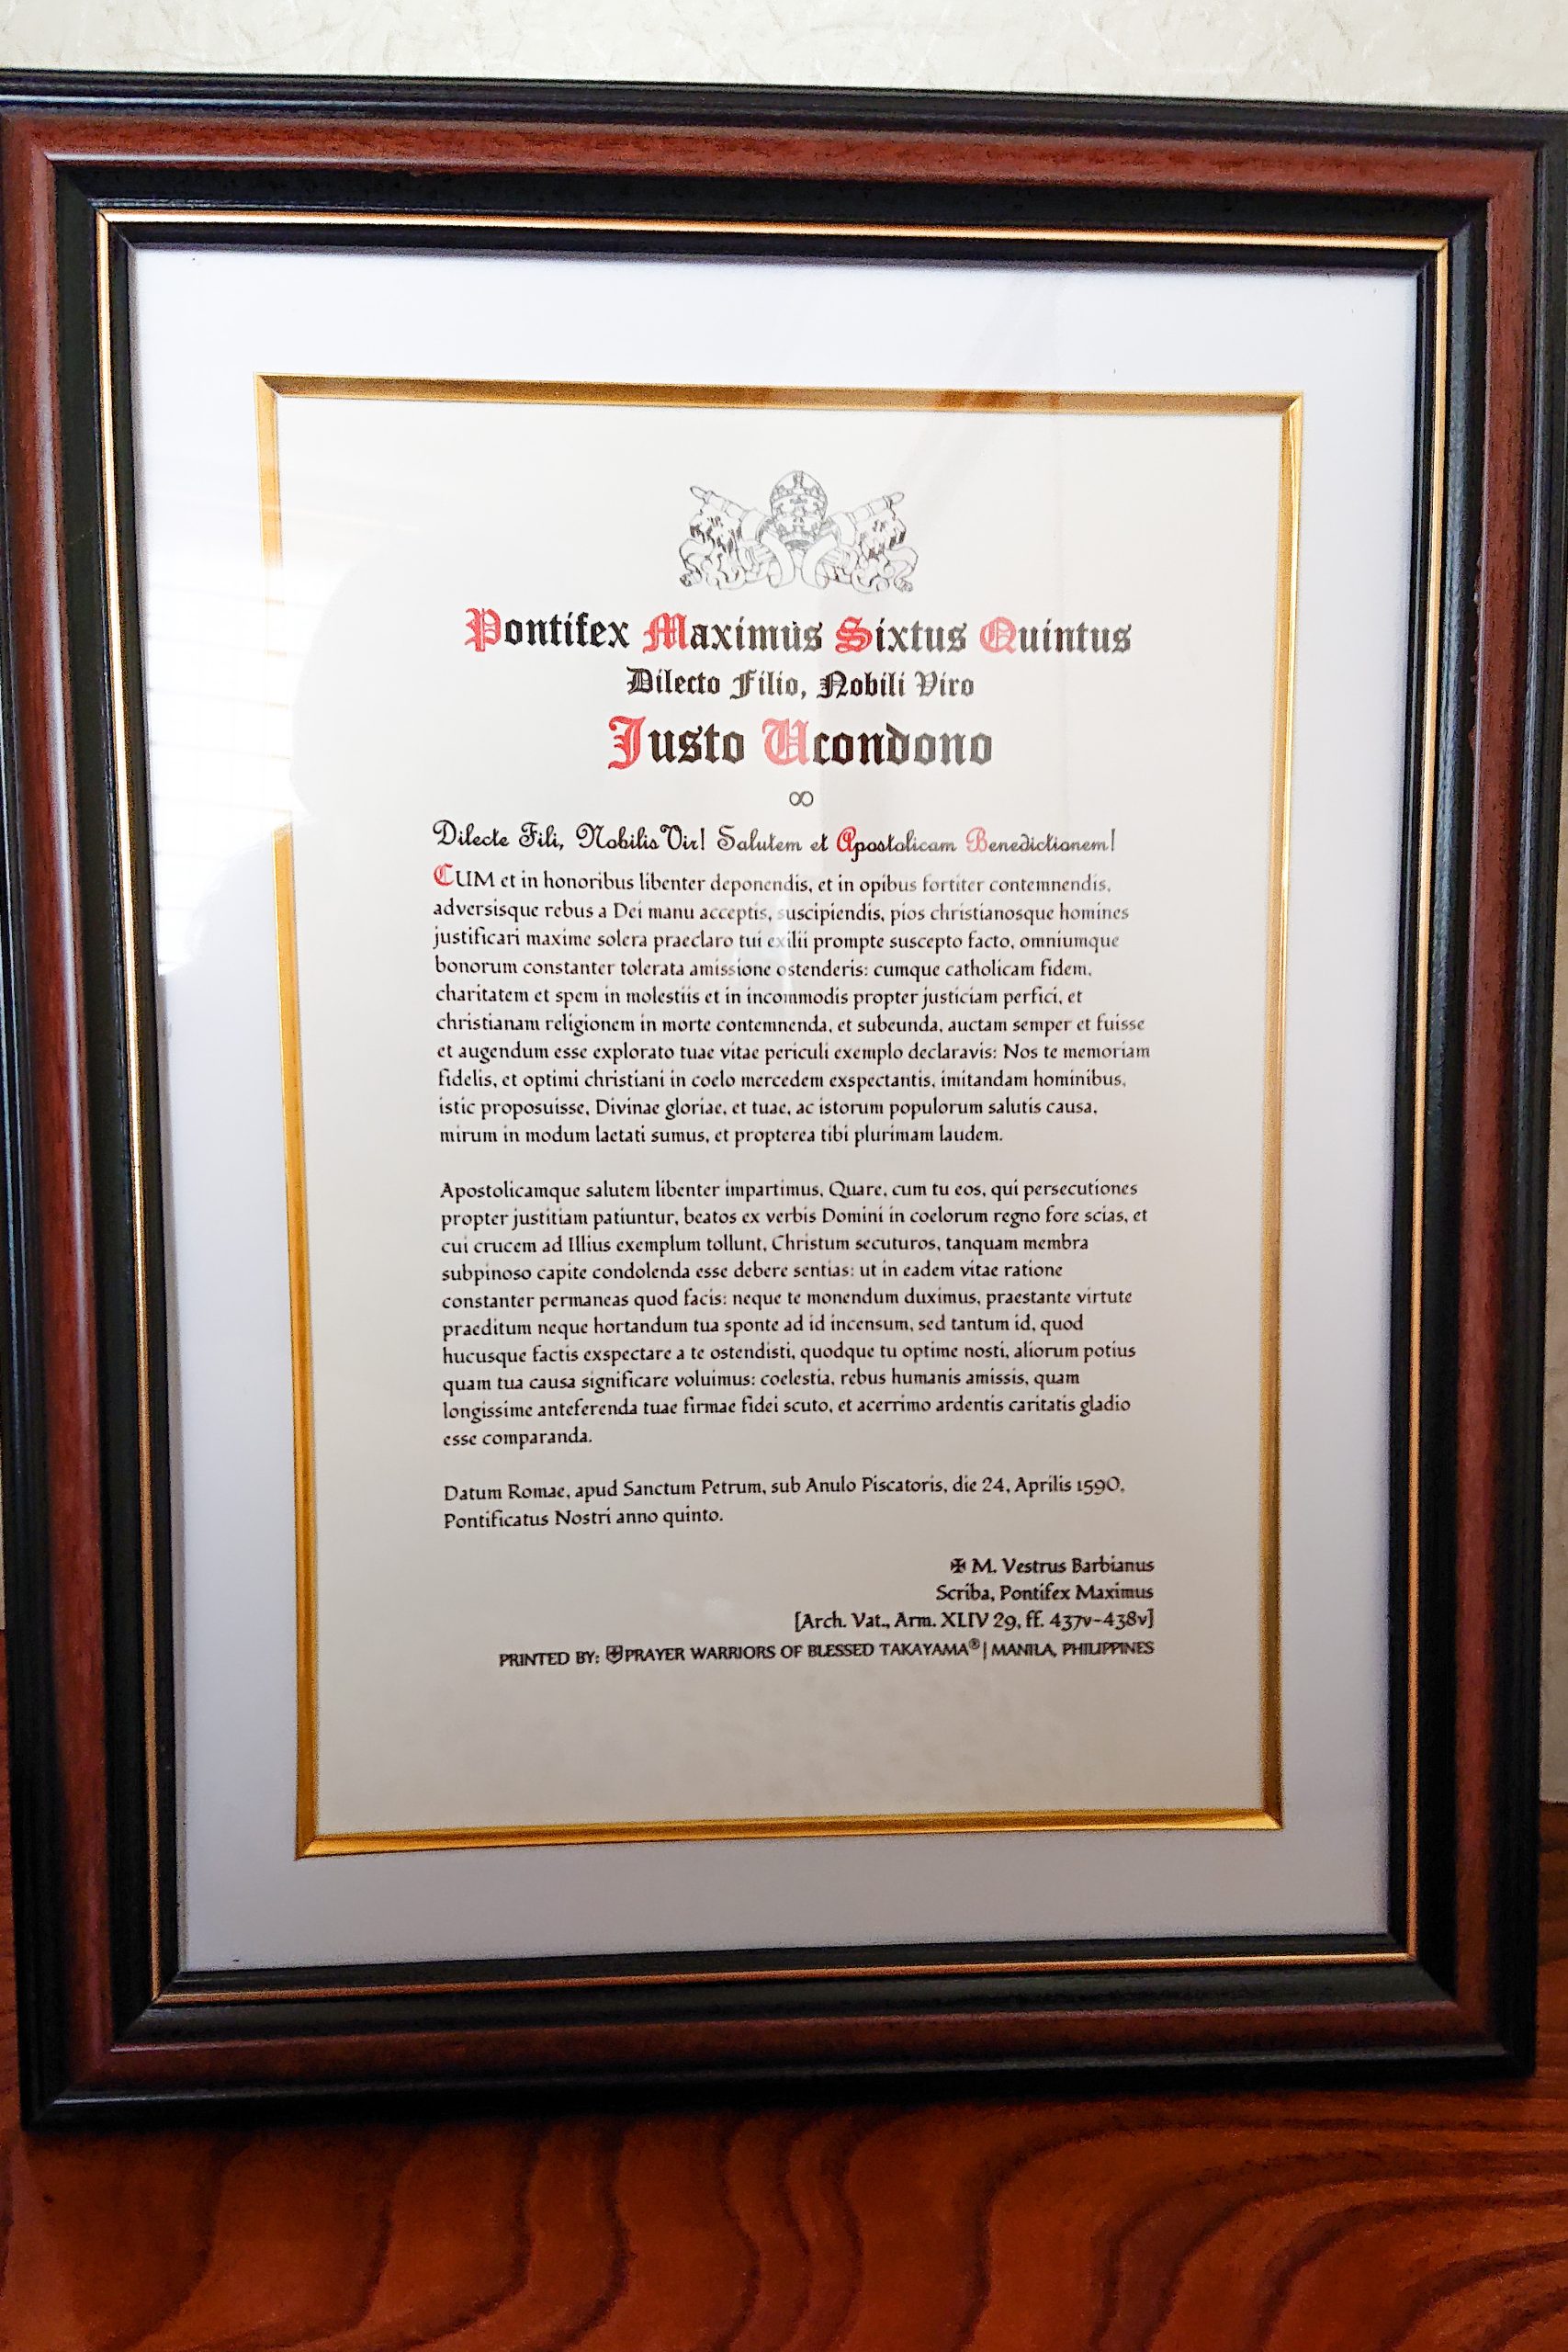 Pontifex Maximus Sixtus Quintus
Dilecto Filio, Nobili Viro
Justo Ucondono
∞
Dilecte Fili, Nobilis Vir! Salutem et Apostolicam Benedictionem!
CUM et in honoribus libenter deponendis, et in opibus fortiter contemnendis,
adversisque rebus a Dei manu acceptis, suscipiendis, pios christianosque homines
justificari maxime solera praeclaro tui exilii prompte suscepto facto, omniumque
bonorum constanter tolerata amissione ostenderis: cumque catholicam fidem,
charitatem et spem in molestiis et in incommodis propter justiciam perfici, et
christianam religionem in morte contemnenda, et subeunda, auctam semper et fuisse
et augendum esse explorato tuae vitae periculi exemplo declaravis: Nos te memoriam
fidelis, et optimi christiani in coelo mercedem exspectantis, imitandam hominibus,
istic proposuisse, Divinae gloriae, et tuae, ac istorum populorum salutis causa,
mirum in modum laetati sumus, et propterea tibi plurimam laudem.
Apostolicamque salutem libenter impartimus, Quare, cum tu eos, qui persecutiones
propter justitiam patiuntur, beatos ex verbis Domini in coelorum regno fore scias, et
cui crucem ad Illius exemplum tollunt, Christum secuturos, tanquam membra
subpinoso capite condolenda esse debere sentias: ut in eadem vitae ratione
constanter permaneas quod facis: neque te monendum duximus, praestante virtute
praeditum neque hortandum tua sponte ad id incensum, sed tantum id, quod
hucusque factis exspectare a te ostendisti, quodque tu optime nosti, aliorum potius
quam tua causa significare voluimus: coelestia, rebus humanis amissis, quam
longissime anteferenda tuae firmae fidei scuto, et acerrimo ardentis caritatis gladio
esse comparanda.
Datum Romae, apud Sanctum Petrum, sub Anulo Piscatoris, die 24, Aprilis 1590,
Pontificatus Nostri anno quinto.
✠ M. Vestrus Barbianus
Scriba, Pontifex Maximus
[Arch. Vat., Arm. XLIV 29, ff. 437v-438v]
PRINTED BY: PRAYER WARRIORS OF BLESSED TAKAYAMA® | MANILA, PHILIPPINES